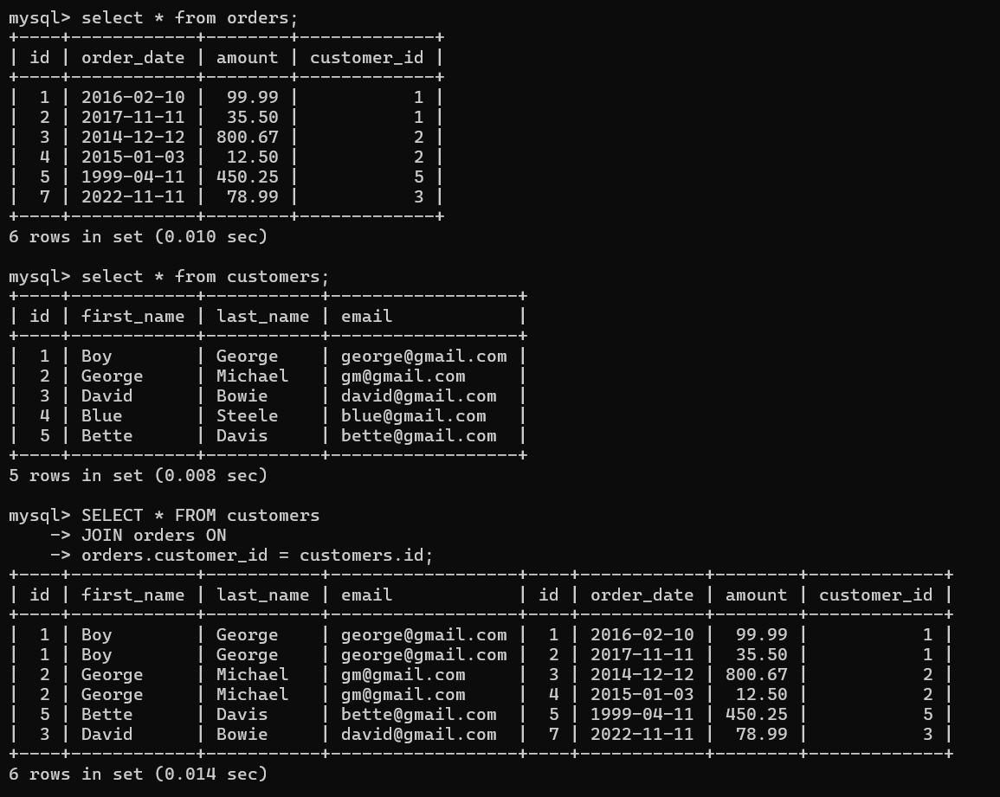 mysql> select * from orders;
+----+------------+--------+-------------+
| id | order_date | amount | customer_id |
+----+------------+--------+-------------+
|  1 | 2016-02-10 |  99.99 |           1 |
|  2 | 2017-11-11 |  35.50 |           1 |
|  3 | 2014-12-12 | 800.67 |           2 |
|  4 | 2015-01-03 |  12.50 |           2 |
|  5 | 1999-04-11 | 450.25 |           5 |
|  7 | 2022-11-11 |  78.99 |           3 |
+----+------------+--------+-------------+
6 rows in set (0.010 sec)

mysql> select * from customers;
+----+------------+-----------+------------------+
| id | first_name | last_name | email            |
+----+------------+-----------+------------------+
|  1 | Boy        | George    | george@gmail.com |
|  2 | George     | Michael   | gm@gmail.com     |
|  3 | David      | Bowie     | david@gmail.com  |
|  4 | Blue       | Steele    | blue@gmail.com   |
|  5 | Bette      | Davis     | bette@gmail.com  |
+----+------------+-----------+------------------+
5 rows in set (0.008 sec)

mysql> SELECT * FROM customers
    -> JOIN orders ON
    -> orders.customer_id = customers.id;
+----+------------+-----------+------------------+----+------------+--------+-------------+
| id | first_name | last_name | email            | id | order_date | amount | customer_id |
+----+------------+-----------+------------------+----+------------+--------+-------------+
|  1 | Boy        | George    | george@gmail.com |  1 | 2016-02-10 |  99.99 |           1 |
|  1 | Boy        | George    | george@gmail.com |  2 | 2017-11-11 |  35.50 |           1 |
|  2 | George     | Michael   | gm@gmail.com     |  3 | 2014-12-12 | 800.67 |           2 |
|  2 | George     | Michael   | gm@gmail.com     |  4 | 2015-01-03 |  12.50 |           2 |
|  5 | Bette      | Davis     | bette@gmail.com  |  5 | 1999-04-11 | 450.25 |           5 |
|  3 | David      | Bowie     | david@gmail.com  |  7 | 2022-11-11 |  78.99 |           3 |
+----+------------+-----------+------------------+----+------------+--------+-------------+
6 rows in set (0.014 sec)